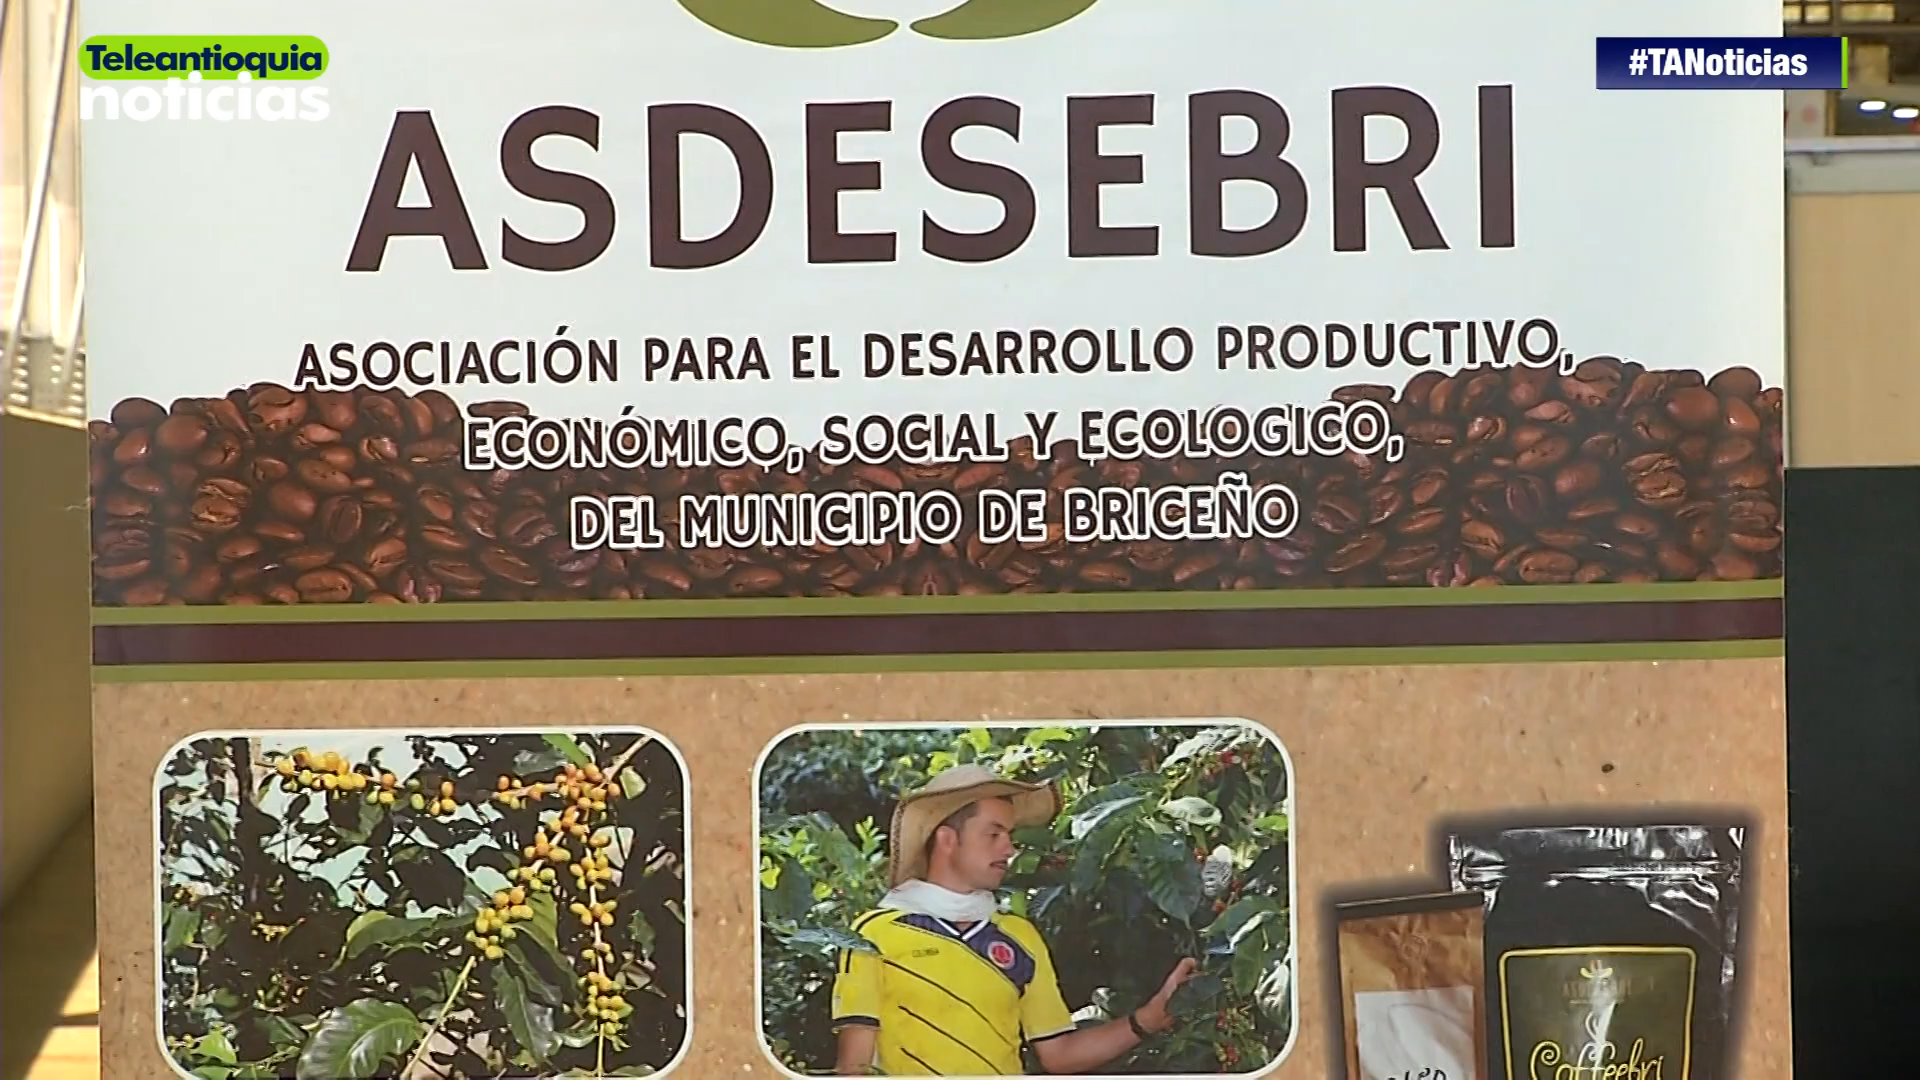 Teleantioquia
noticias
#TANoticias
ASDESEBRI
ASOCIACIÓN PARA EL DESARROLLO PRODUCTIVO,
ECONÓMICO, SOCIAL Y ECOLOGICO,
DEL MUNICIPIO DE BRICEÑO
COLOMBIA
Coffeebri